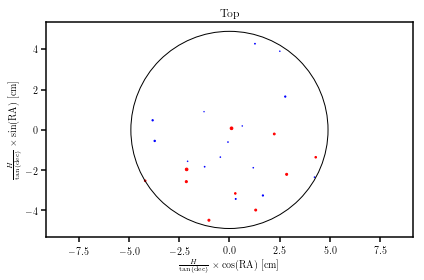 Top
H/tan(dec) × sin(RA) [cm]
4
2
0
−2
−4
−7.5 −5.0 −2.5 0.0 2.5 5.0 7.5
H/tan(dec) × cos(RA) [cm]